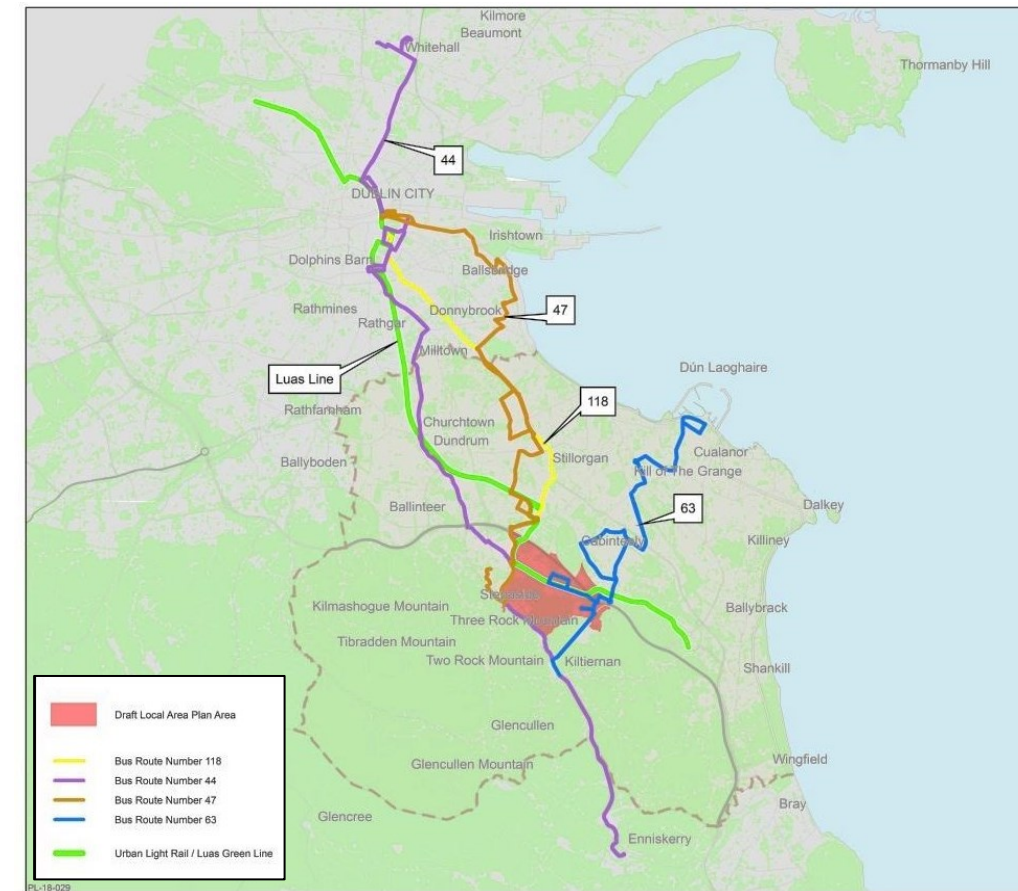 Kilmore
Beaumont
Whitehall
Thormanby Hill
44
DUBLIN CITY
Irishtown
Dolphins Barn
Ballsbridge
Rathmines
Donnybrook
47
Rathgar
Milltown
Luas Line
Dún Laoghaire
Rathfarnham
118
Churchtown
Dundrum
Stillorgan
Cualanor
Ballyboden
Kill of The Grange
Dalkey
Ballinteer
63
Cabinteely
Killiney
Kilmashogue Mountain
Ballybrack
Three Rock Mountain
Tibradden Mountain
Two Rock Mountain
Kiltiernan
Shankill
Glencullen
Glencullen Mountain
Wingfield
Bray
Glencree
Enniskerry
Draft Local Area Plan Area
Bus Route Number 118
Bus Route Number 44
Bus Route Number 47
Bus Route Number 63
Urban Light Rail / Luas Green Line
PL-18-029